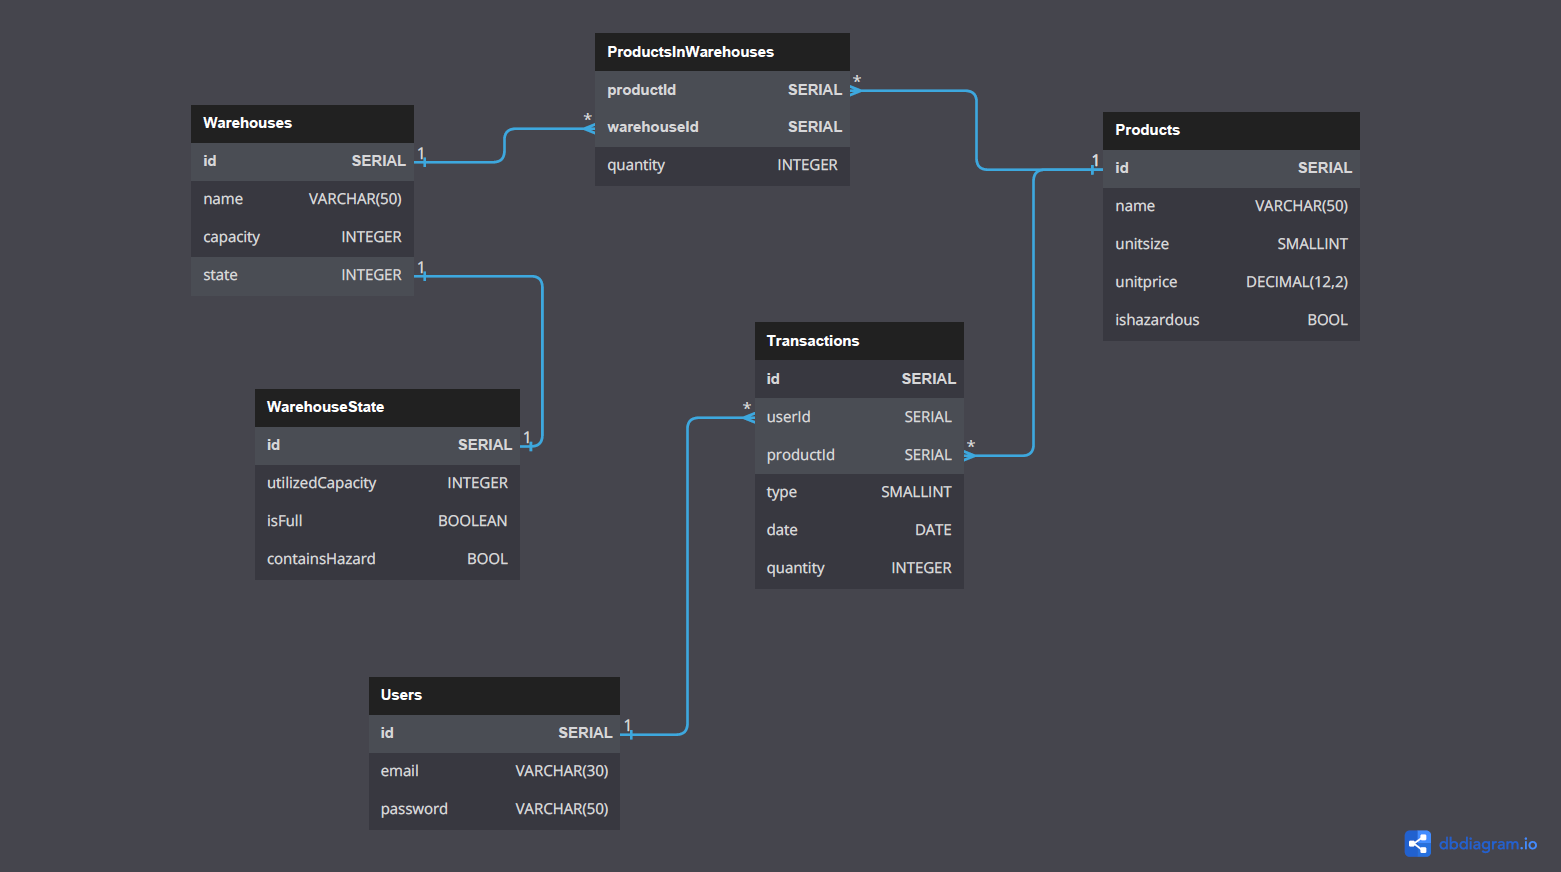 ProductsInWarehouses
productId SERIAL *
* warehouseId SERIAL
quantity INTEGER
Warehouses
id SERIAL 1
name VARCHAR(50)
capacity INTEGER
state INTEGER 1
Products
1 id SERIAL
name VARCHAR(50)
unitsize SMALLINT
unitprice DECIMAL(12,2)
ishazardous BOOL
Transactions
id SERIAL
* userId SERIAL
productId SERIAL *
type SMALLINT
date DATE
quantity INTEGER
WarehouseState
id SERIAL 1
utilizedCapacity INTEGER
isFull BOOLEAN
containsHazard BOOL
Users
id SERIAL 1
email VARCHAR(30)
password VARCHAR(50)
dbdiagram.io